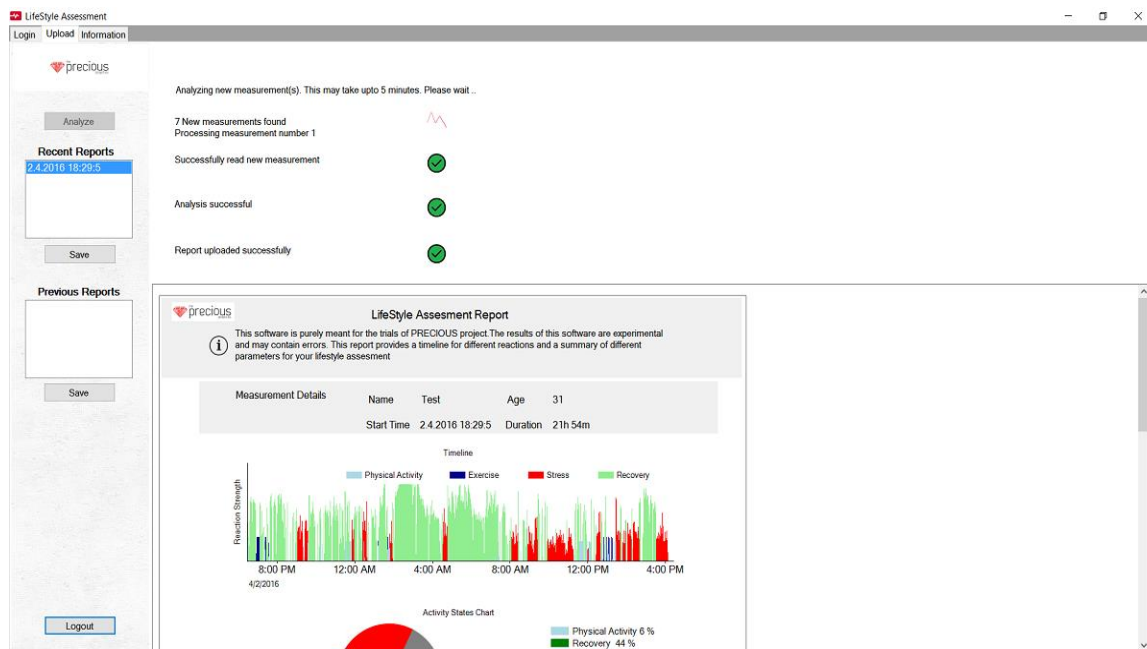 LifeStyle Assessment
Login Upload Information
precious
Analyze
Recent Reports
2.4.2016 18:29:5
Save
Previous Reports
Save
Logout
Analyzing new measurement(s). This may take upto 5 minutes. Please wait ..
7 New measurements found
Processing measurement number 1
Successfully read new measurement
Analysis successful
Report uploaded successfully
precious
LifeStyle Assesment Report
This software is purely meant for the trials of PRECIOUS project.The results of this software are experimental
and may contain errors. This report provides a timeline for different reactions and a summary of different
parameters for your lifestyle assesment
Measurement Details
Name Test Age 31
Start Time 2.4.2016 18:29:5 Duration 21h 54m
Timeline
Physical Activity Exercise Stress Recovery
Reaction Strength
8:00 PM 12:00 AM 4:00 AM 8:00 AM 12:00 PM 4:00 PM
4/2/2016
Activity States Chart
Physical Activity 6 %
Recovery 44 %